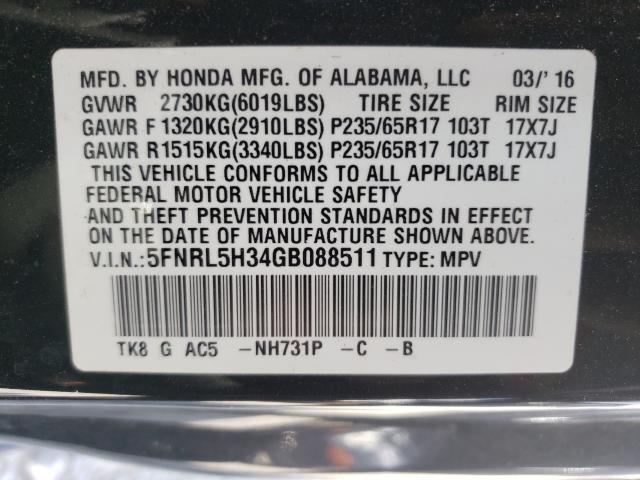 MFD. BY HONDA MFG. OF ALABAMA, LLC 03/'16
GVWR 2730KG(6019LBS) TIRE SIZE RIM SIZE
GAWR F 1320KG(2910LBS) P235/65R17 103T 17X7J
GAWR R 1515KG(3340LBS) P235/65R17 103T 17X7J
THIS VEHICLE CONFORMS TO ALL APPLICABLE
FEDERAL MOTOR VEHICLE SAFETY
AND THEFT PREVENTION STANDARDS IN EFFECT
ON THE DATE OF MANUFACTURE SHOWN ABOVE.
V.I.N.:5FNRL5H34GB088511 TYPE: MPV
TK8 G AC5 -NH731P -C -B